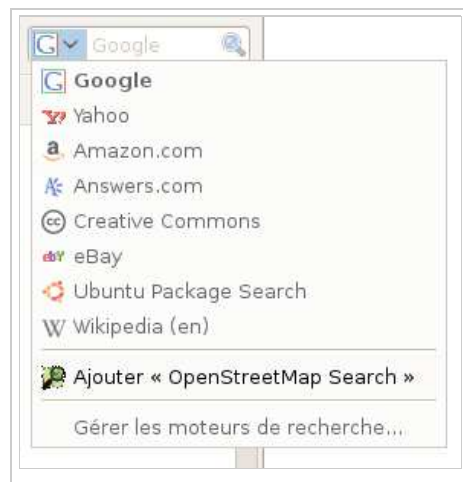 Google
Google
Yahoo
Amazon.com
Answers.com
Creative Commons
eBay
Ubuntu Package Search
Wikipedia (en)
Ajouter « OpenStreetMap Search »
Gérer les moteurs de recherche...